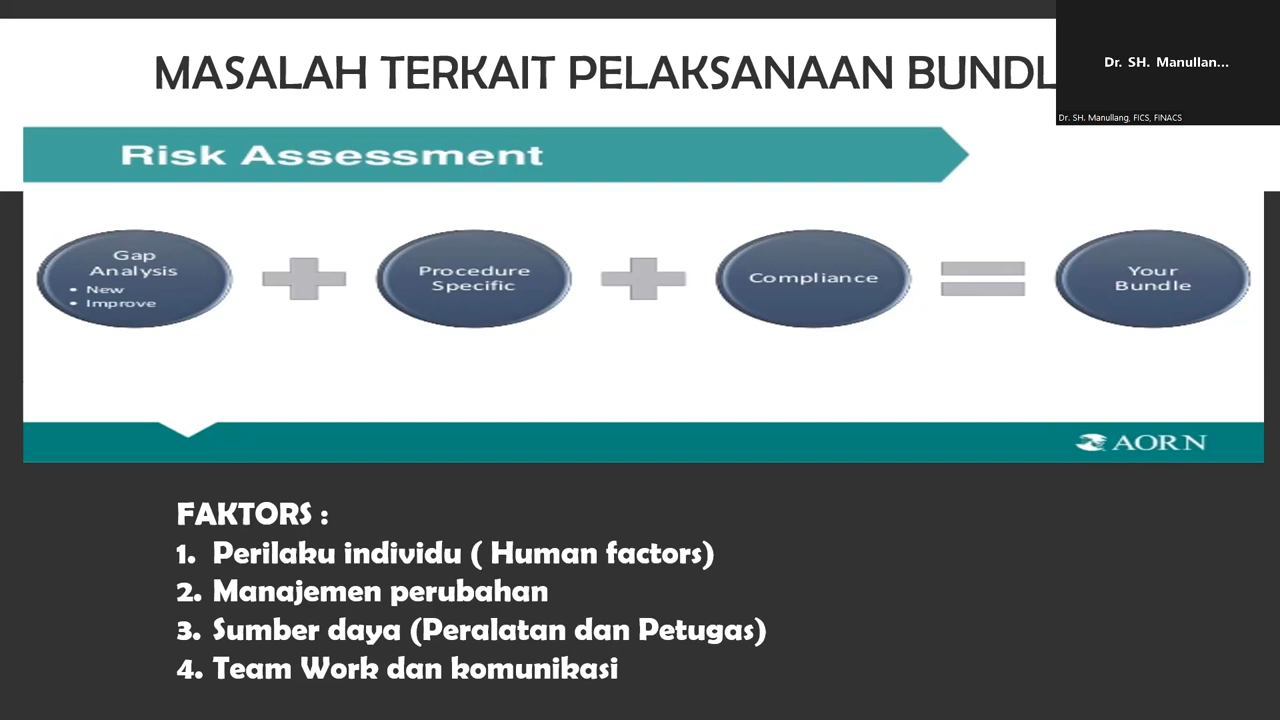 MASALAH TERKAIT PELAKSANAAN BUNDL
Dr. SH. Manullan...
Dr. SH. Manullang, FICS, FINACS
Risk Assessment
Gap
Analysis
• New
• Improve
Procedure
Specific
Compliance
Your
Bundle
AORN
FAKTORS :
1. Perilaku individu ( Human factors)
2. Manajemen perubahan
3. Sumber daya (Peralatan dan Petugas)
4. Team Work dan komunikasi